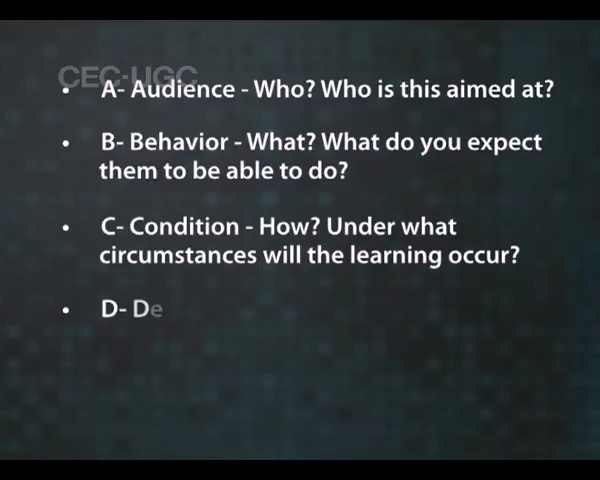 CEC-UGC
• A- Audience - Who? Who is this aimed at?
• B- Behavior - What? What do you expect
them to be able to do?
• C- Condition - How? Under what
circumstances will the learning occur?
• D- De